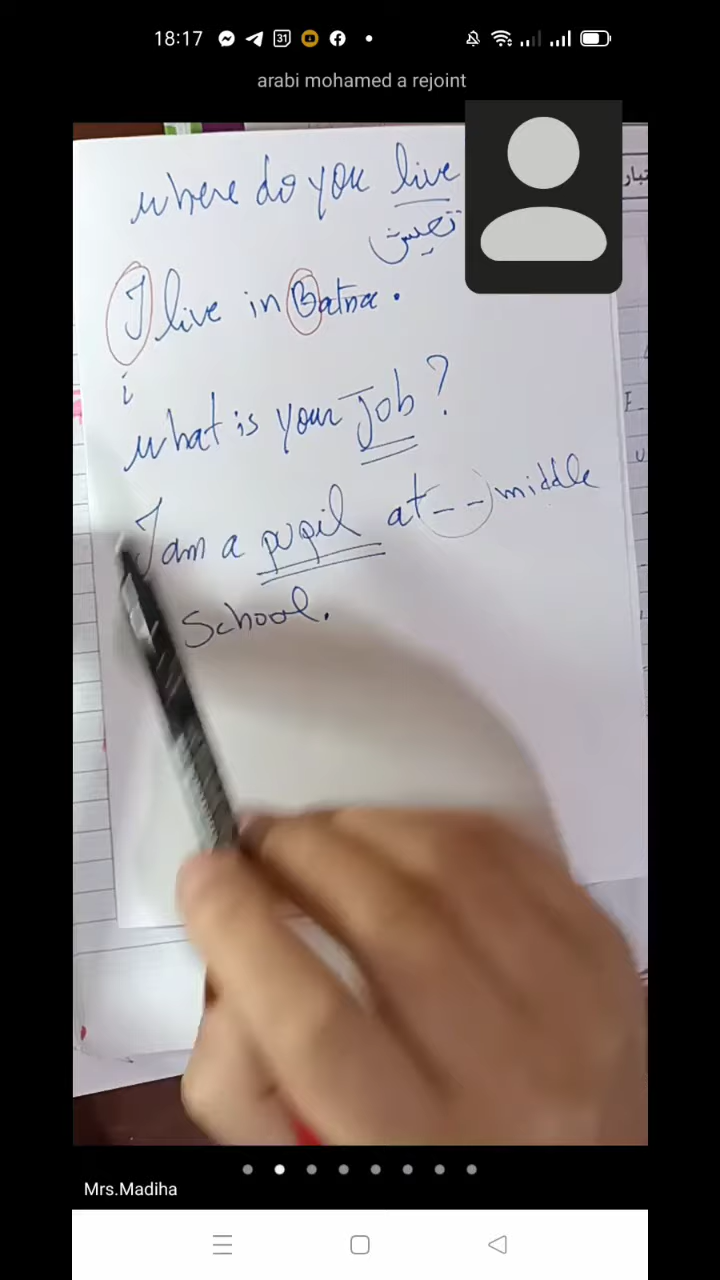 18:17
31
arabi mohamed a rejoint
where do you live
تعيش
I live in Batna.
i
what is your Job?
I am a pupil at -- middle
School.
Mrs.Madiha